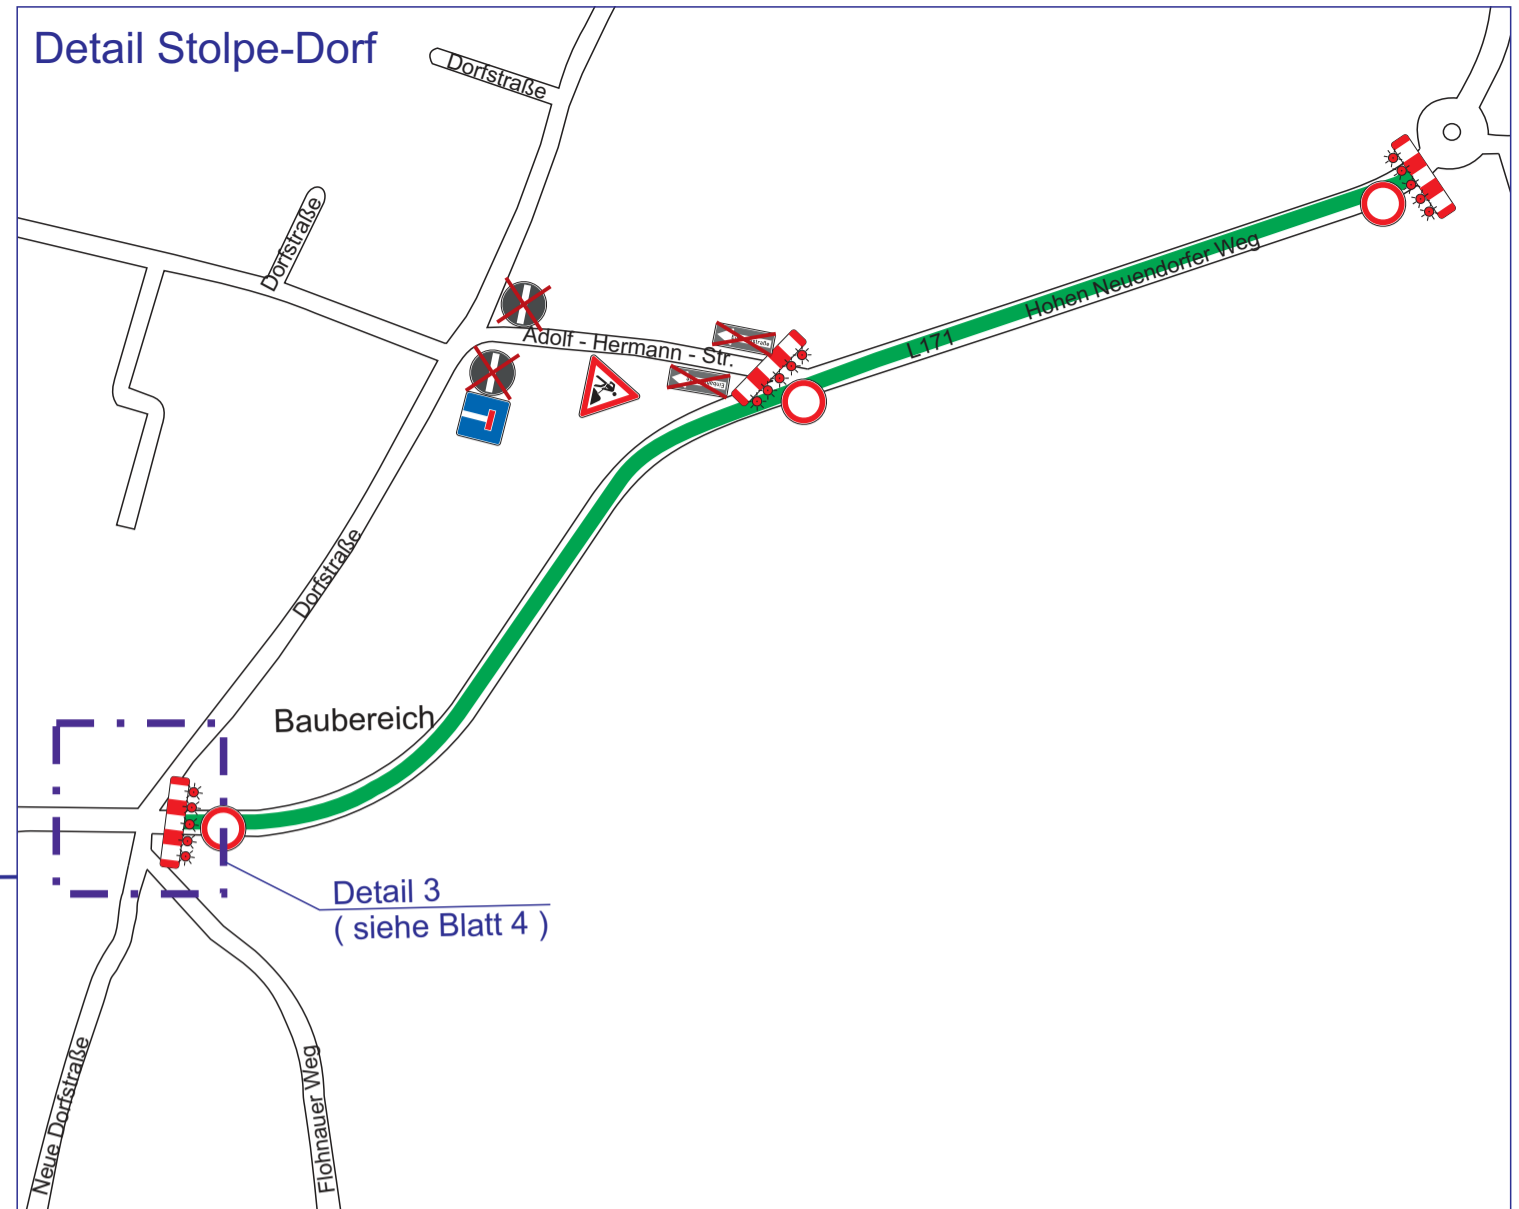 Detail Stolpe-Dorf
Dorfstraße
Dorfstraße
Adolf - Hermann - Str.
L171
Hohen Neuendorfer Weg
Dorfstraße
Baubereich
Detail 3
( siehe Blatt 4 )
Neue Dorfstraße
Flohnauer Weg